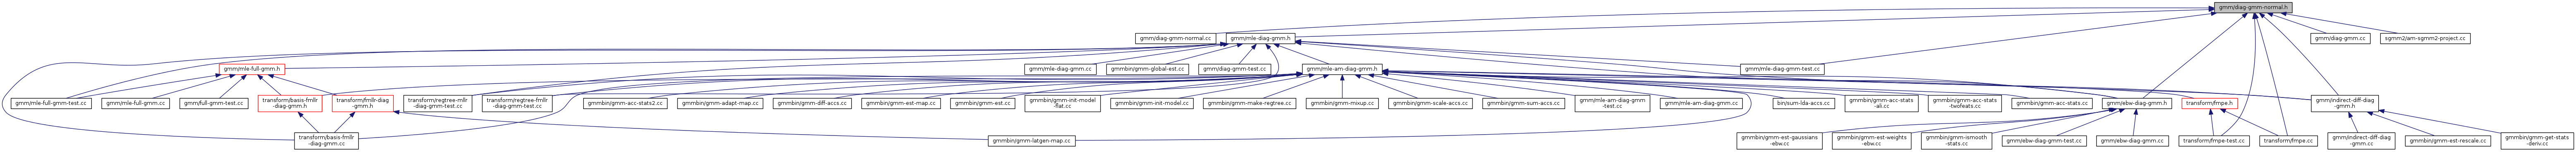 gmm/diag-gmm-normal.h
gmm/diag-gmm-normal.cc
gmm/mle-diag-gmm.h
gmm/diag-gmm.cc
sgmm2/am-sgmm2-project.cc
gmm/mle-full-gmm.h
gmm/mle-diag-gmm.cc
gmmbin/gmm-global-est.cc
gmm/diag-gmm-test.cc
gmm/mle-am-diag-gmm.h
gmm/mle-diag-gmm-test.cc
gmm/mle-full-gmm-test.cc
gmm/mle-full-gmm.cc
gmm/full-gmm-test.cc
transform/basis-fmllr
-diag-gmm.h
transform/fmllr-diag
-gmm.h
transform/regtree-mllr
-diag-gmm-test.cc
transform/regtree-fmllr
-diag-gmm-test.cc
gmmbin/gmm-acc-stats2.cc
gmmbin/gmm-adapt-map.cc
gmmbin/gmm-diff-accs.cc
gmmbin/gmm-est-map.cc
gmmbin/gmm-est.cc
gmmbin/gmm-init-model
-flat.cc
gmmbin/gmm-init-model.cc
gmmbin/gmm-make-regtree.cc
gmmbin/gmm-mixup.cc
gmmbin/gmm-scale-accs.cc
gmmbin/gmm-sum-accs.cc
gmm/mle-am-diag-gmm
-test.cc
gmm/mle-am-diag-gmm.cc
bin/sum-lda-accs.cc
gmmbin/gmm-acc-stats
-ali.cc
gmmbin/gmm-acc-stats
-twofeats.cc
gmmbin/gmm-acc-stats.cc
gmm/ebw-diag-gmm.h
transform/fmpe.h
gmm/indirect-diff-diag
-gmm.h
transform/basis-fmllr
-diag-gmm.cc
gmmbin/gmm-latgen-map.cc
gmmbin/gmm-est-gaussians
-ebw.cc
gmmbin/gmm-est-weights
-ebw.cc
gmmbin/gmm-ismooth
-stats.cc
gmm/ebw-diag-gmm-test.cc
gmm/ebw-diag-gmm.cc
transform/fmpe-test.cc
transform/fmpe.cc
gmm/indirect-diff-diag
-gmm.cc
gmmbin/gmm-est-rescale.cc
gmmbin/gmm-get-stats
-deriv.cc